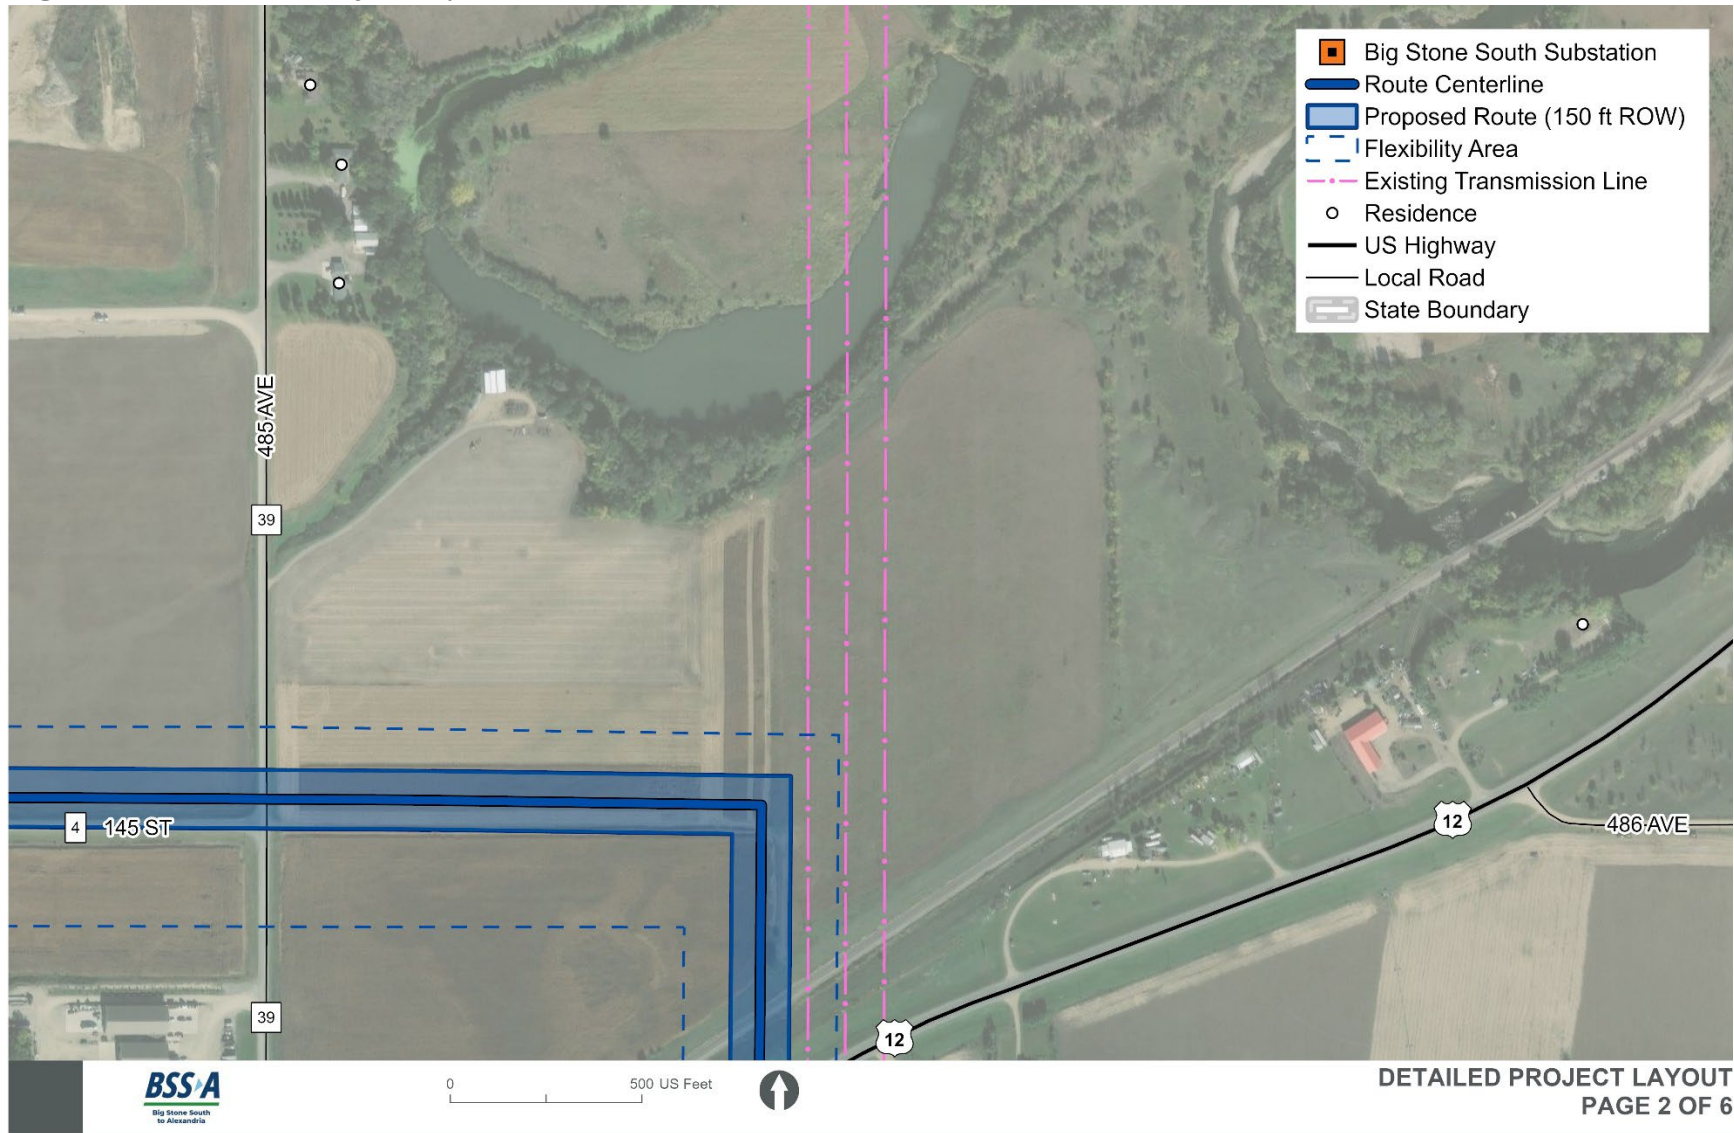 Big Stone South Substation
Route Centerline
Proposed Route (150 ft ROW)
Flexibility Area
Existing Transmission Line
Residence
US Highway
Local Road
State Boundary
485 AVE
39
4
145 ST
12
486 AVE
39
12
BSS A
Big Stone South
to Alexandria
0
500 US Feet
DETAILED PROJECT LAYOUT
PAGE 2 OF 6